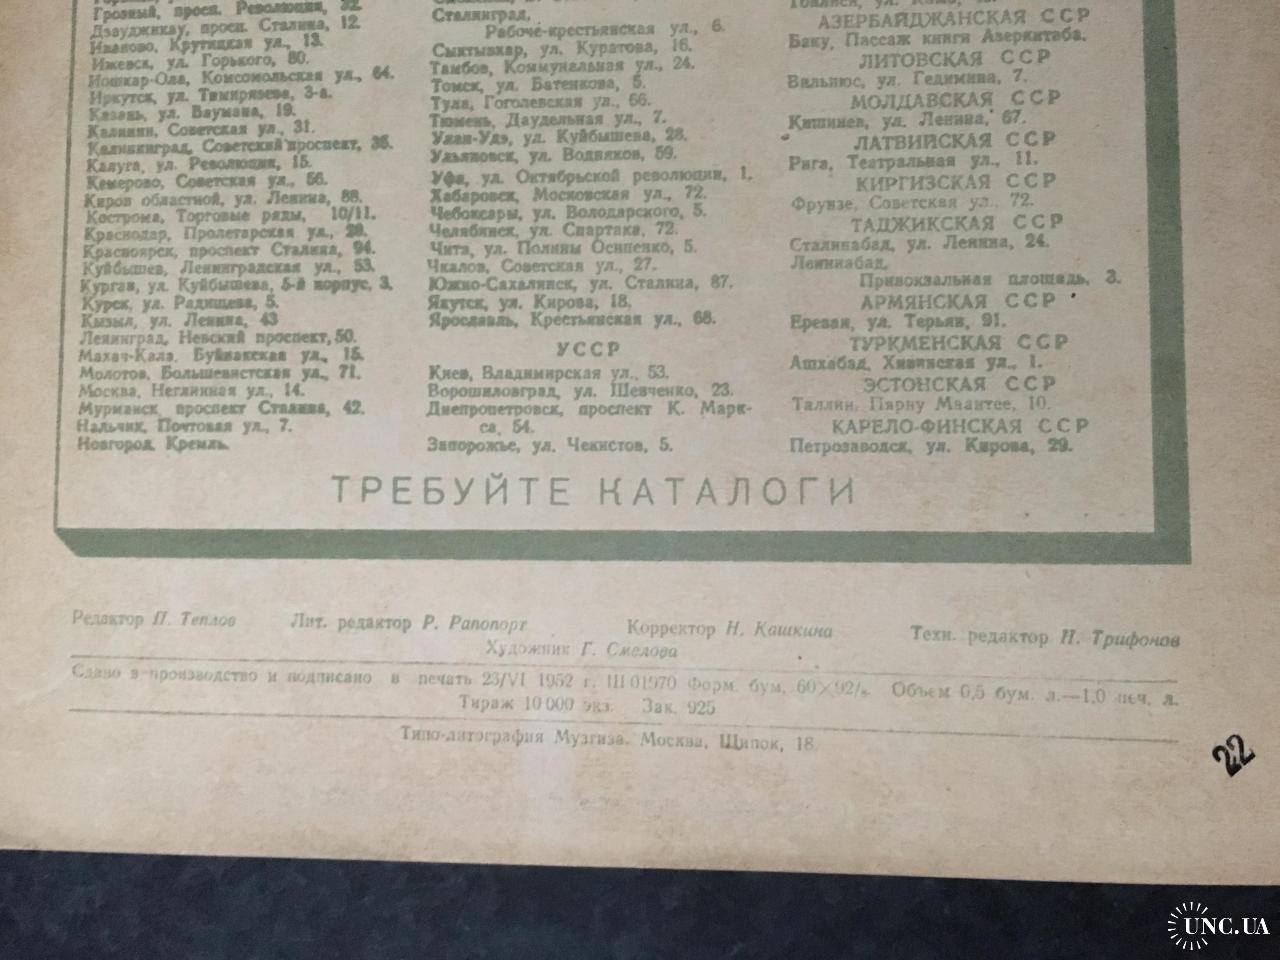 Грозный, просп. Революции, 32.
Дзауджикау, просп. Сталина, 12.
Иваново, Крутицкая ул., 13.
Ижевск, ул. Горького, 80.
Йошкар-Ола, Комсомольская ул., 64.
Иркутск, ул. Тимирязева, 3-а.
Казань, ул. Баумана, 19.
Калинин, Советская ул., 31.
Калининград, Советский проспект, 36.
Калуга, ул. Революции, 15.
Кемерово, Советская ул., 56.
Киров областной, ул. Ленина, 88.
Кострома, Торговые ряды, 10/11.
Краснодар, Пролетарская ул.,
Красноярск, проспект Сталина, 94.
Куйбышев, Ленинградская ул., 53.
Курган, ул. Куйбышева, 5-й корпус, 3.
Курск, ул. Радищева, 5.
Кызыл, ул. Ленина, 43
Ленинград, Невский проспект, 50.
Махач-Кала, Буйнакская ул., 15.
Молотов, Большевистская ул., 71.
Москва, Неглинная ул., 14.
Мурманск, проспект Сталина, 42.
Нальчик, Почтовая ул., 7.
Новгород, Кремль.
Сталинград,
Рабоче-крестьянская ул., 6.
Сыктывкар, ул. Куратова, 16.
Тамбов, Коммунальная ул., 24.
Томск, ул. Батенкова, 5.
Тула, Гоголевская ул., 66.
Тюмень, Даудельная ул., 7.
Улан-Удэ, ул. Куйбышева, 28.
Ульяновск, ул. Водников, 59.
Уфа, ул. Октябрьской революции, 1.
Хабаровск, Московская ул., 72.
Чебоксары, ул. Володарского, 5.
Челябинск, ул. Спартака, 72.
Чита, ул. Полины Осипенко, 5.
Чкалов, Советская ул., 27.
Южно-Сахалинск, ул. Сталина, 87.
Якутск, ул. Кирова, 18.
Ярославль, Крестьянская ул., 68.
УССР
Киев, Владимирская ул., 53.
Ворошиловград, ул. Шевченко, 23.
Днепропетровск, проспект К. Марк-
са, 54.
Запорожье, ул. Чекистов, 5.
АЗЕРБАЙДЖАНСКАЯ ССР
Баку, Пассаж книги Азеркитаба.
ЛИТОВСКАЯ ССР
Вильнюс, ул. Гедимина, 7.
МОЛДАВСКАЯ ССР
Кишинев, ул. Ленина, 67.
ЛАТВИЙСКАЯ ССР
Рига, Театральная ул., 11.
КИРГИЗСКАЯ ССР
Фрунзе, Советская ул., 72.
ТАДЖИКСКАЯ ССР
Сталинабад, ул. Ленина, 24.
Ленинабад,
Привокзальная площадь, 3.
АРМЯНСКАЯ ССР
Ереван, ул. Терьян, 91.
ТУРКМЕНСКАЯ ССР
Ашхабад, Хивинская ул., 1.
ЭСТОНСКАЯ ССР
Таллин, Пярну Маантее, 10.
КАРЕЛО-ФИНСКАЯ ССР
Петрозаводск, ул. Кирова, 29.
ТРЕБУЙТЕ КАТАЛОГИ
Редактор П. Теплов Лит. редактор Р. Рапопорт Корректор Н. Кашкина Техн. редактор Н. Трифонов
Художник Г. Смелова
Сдано в производство и подписано в печать 23/VI 1952 г. Ш 01970 Форм. бум. 60×92/8. Объем 0,5 бум. л.—1,0 печ. л.
Тираж 10 000 экз. Зак. 925
Типо-литография Музгиза. Москва, Щипок, 18.
22
UNC.UA